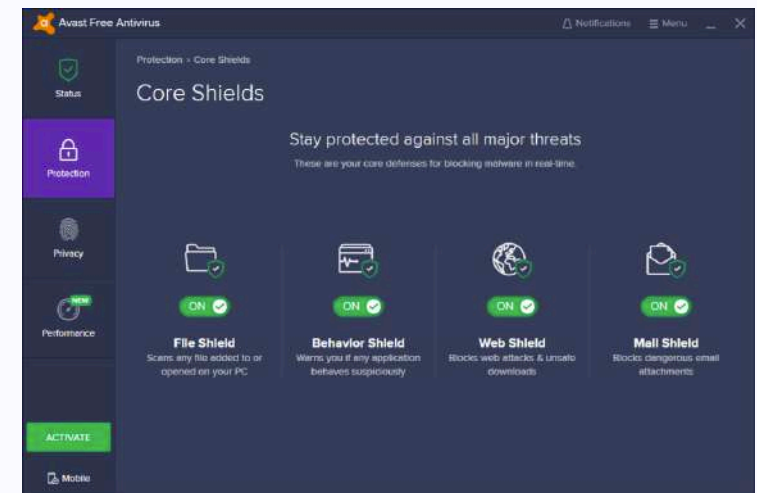 Avast Free Antivirus
Notifications
Menu
Status
Protection
Privacy
NEW
Performance
ACTIVATE
Mobile
Protection › Core Shields
Core Shields
Stay protected against all major threats
These are your core defenses for blocking malware in real-time.
ON
File Shield
Scans any file added to or
opened on your PC
ON
Behavior Shield
Warns you if any application
behaves suspiciously
ON
Web Shield
Blocks web attacks & unsafe
downloads
ON
Mail Shield
Blocks dangerous email
attachments